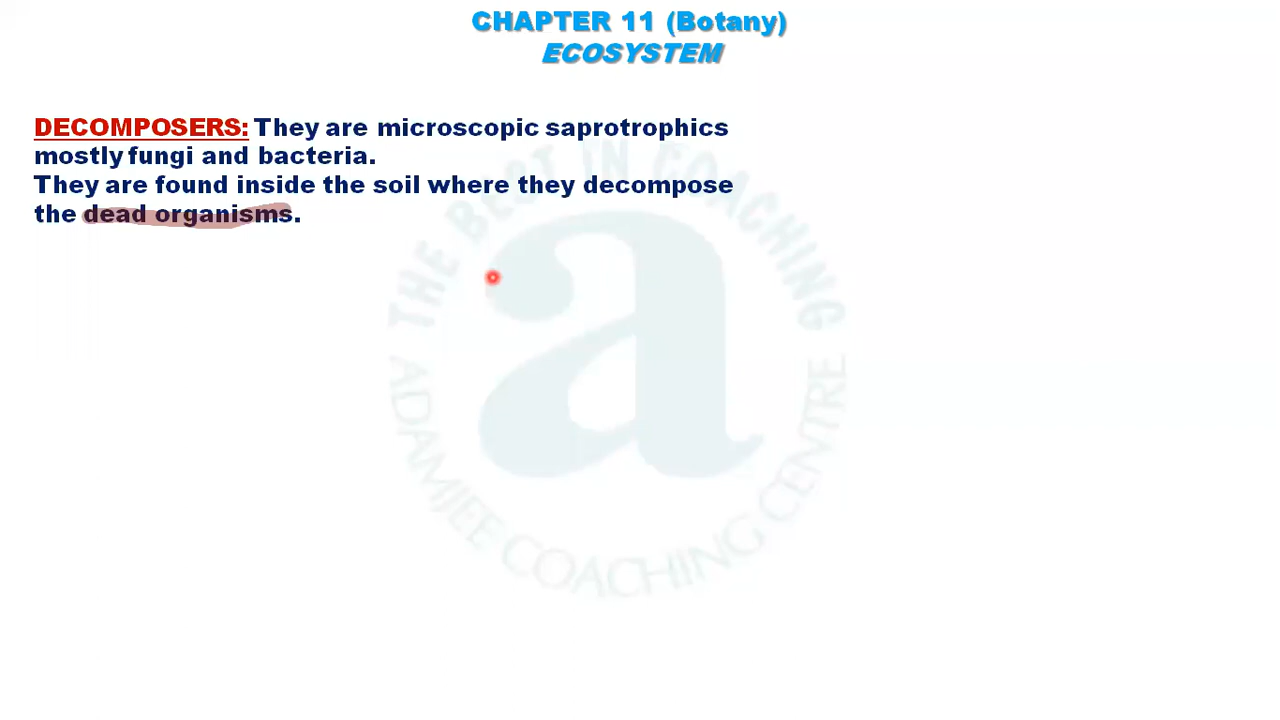 CHAPTER 11 (Botany)
ECOSYSTEM
DECOMPOSERS: They are microscopic saprotrophics
mostly fungi and bacteria.
They are found inside the soil where they decompose
the dead organisms.
THE BEST IN COACHING
a
ADAMJEE COACHING CENTRE